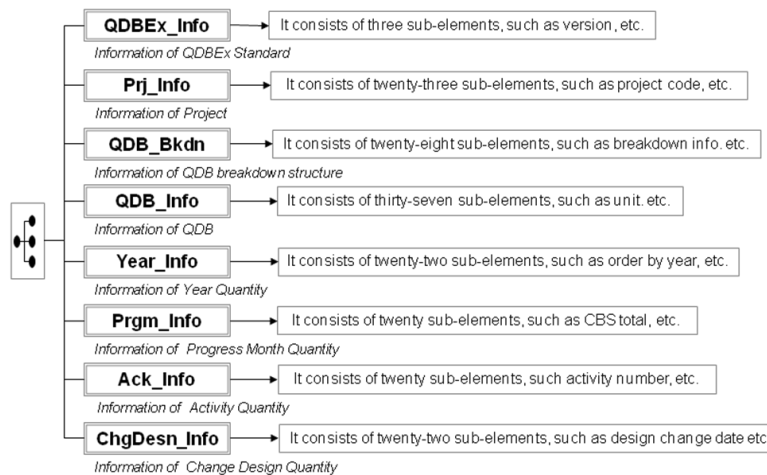 QDBEx_Info
It consists of three sub-elements, such as version, etc.
Information of QDBEx Standard
Prj_Info
It consists of twenty-three sub-elements, such as project code, etc.
Information of Project
QDB_Bkdn
It consists of twenty-eight sub-elements, such as breakdown info. etc.
Information of QDB breakdown structure
QDB_Info
It consists of thirty-seven sub-elements, such as unit. etc.
Information of QDB
Year_Info
It consists of twenty-two sub-elements, such as order by year, etc.
Information of Year Quantity
Prgm_Info
It consists of twenty sub-elements, such as CBS total, etc.
Information of Progress Month Quantity
Ack_Info
It consists of twenty sub-elements, such activity number, etc.
Information of Activity Quantity
ChgDesn_Info
It consists of twenty-two sub-elements, such as design change date etc
Information of Change Design Quantity